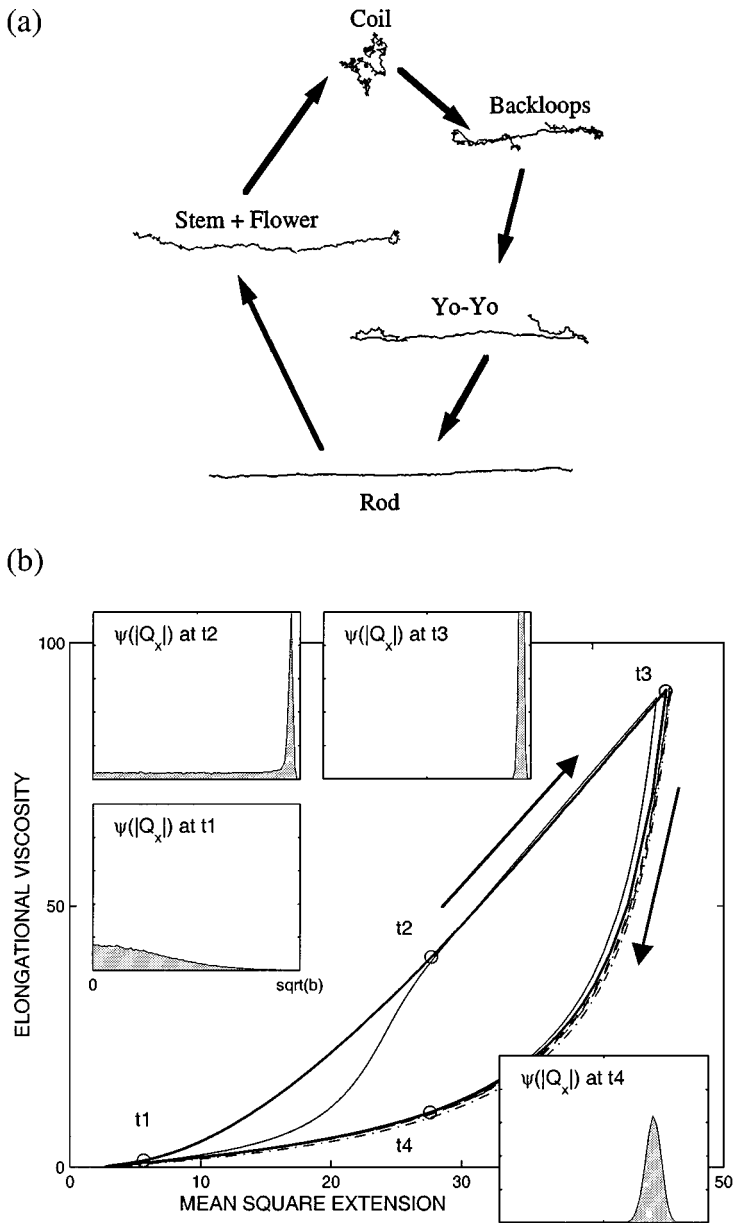 (a)
Coil
Backloops
Stem + Flower
Yo-Yo
Rod
(b)
ψ(|Qx|) at t2
ψ(|Qx|) at t3
ψ(|Qx|) at t1
0
sqrt(b)
ψ(|Qx|) at t4
100
50
0
ELONGATIONAL VISCOSITY
t3
t2
t1
t4
0
10
20
30
50
MEAN SQUARE EXTENSION